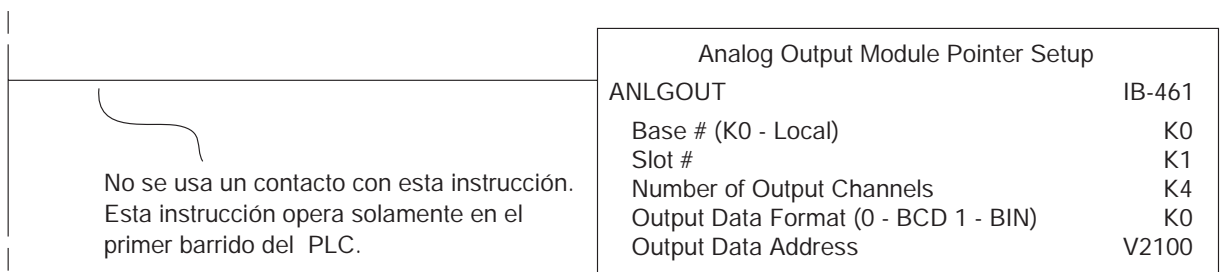 Analog Output Module Pointer Setup
ANLGOUT IB-461
Base # (K0 - Local) K0
Slot # K1
Number of Output Channels K4
Output Data Format (0 - BCD 1 - BIN) K0
Output Data Address V2100
No se usa un contacto con esta instrucción.
Esta instrucción opera solamente en el
primer barrido del PLC.